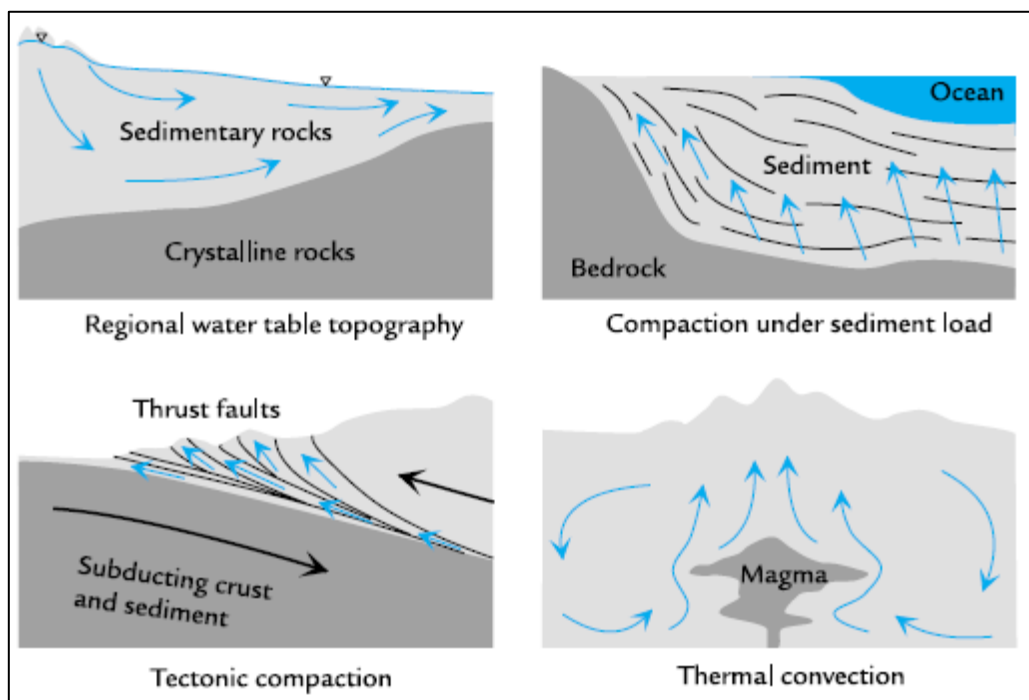 Sedimentary rocks
Crystalline rocks
Regional water table topography
Ocean
Sediment
Bedrock
Compaction under sediment load
Thrust faults
Subducting crust
and sediment
Tectonic compaction
Magma
Thermal convection